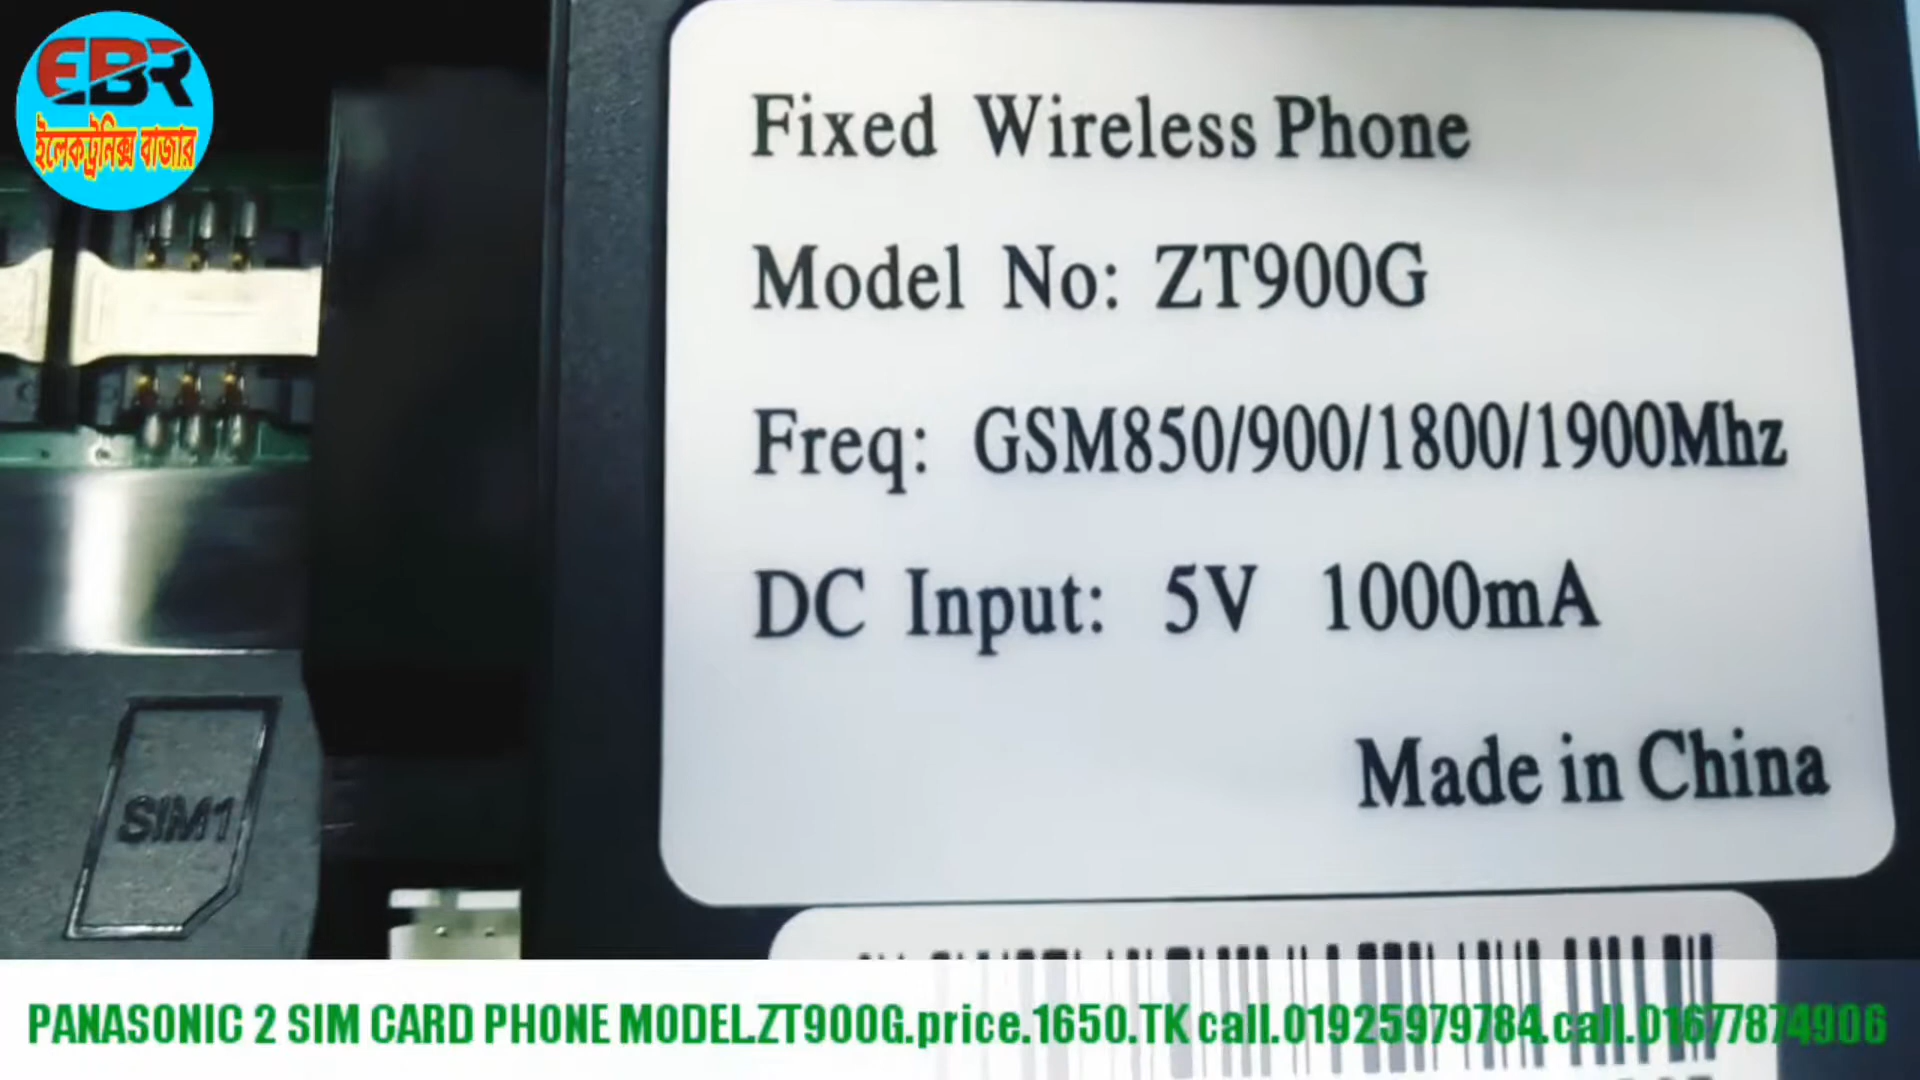 EBR
ইলেকট্রনিক্স বাজার
Fixed Wireless Phone
Model No: ZT900G
Freq: GSM850/900/1800/1900Mhz
DC Input: 5V 1000mA
Made in China
SIM1
PANASONIC 2 SIM CARD PHONE MODEL.ZT900G.price.1650.TK call.01925979784.call.01677874906